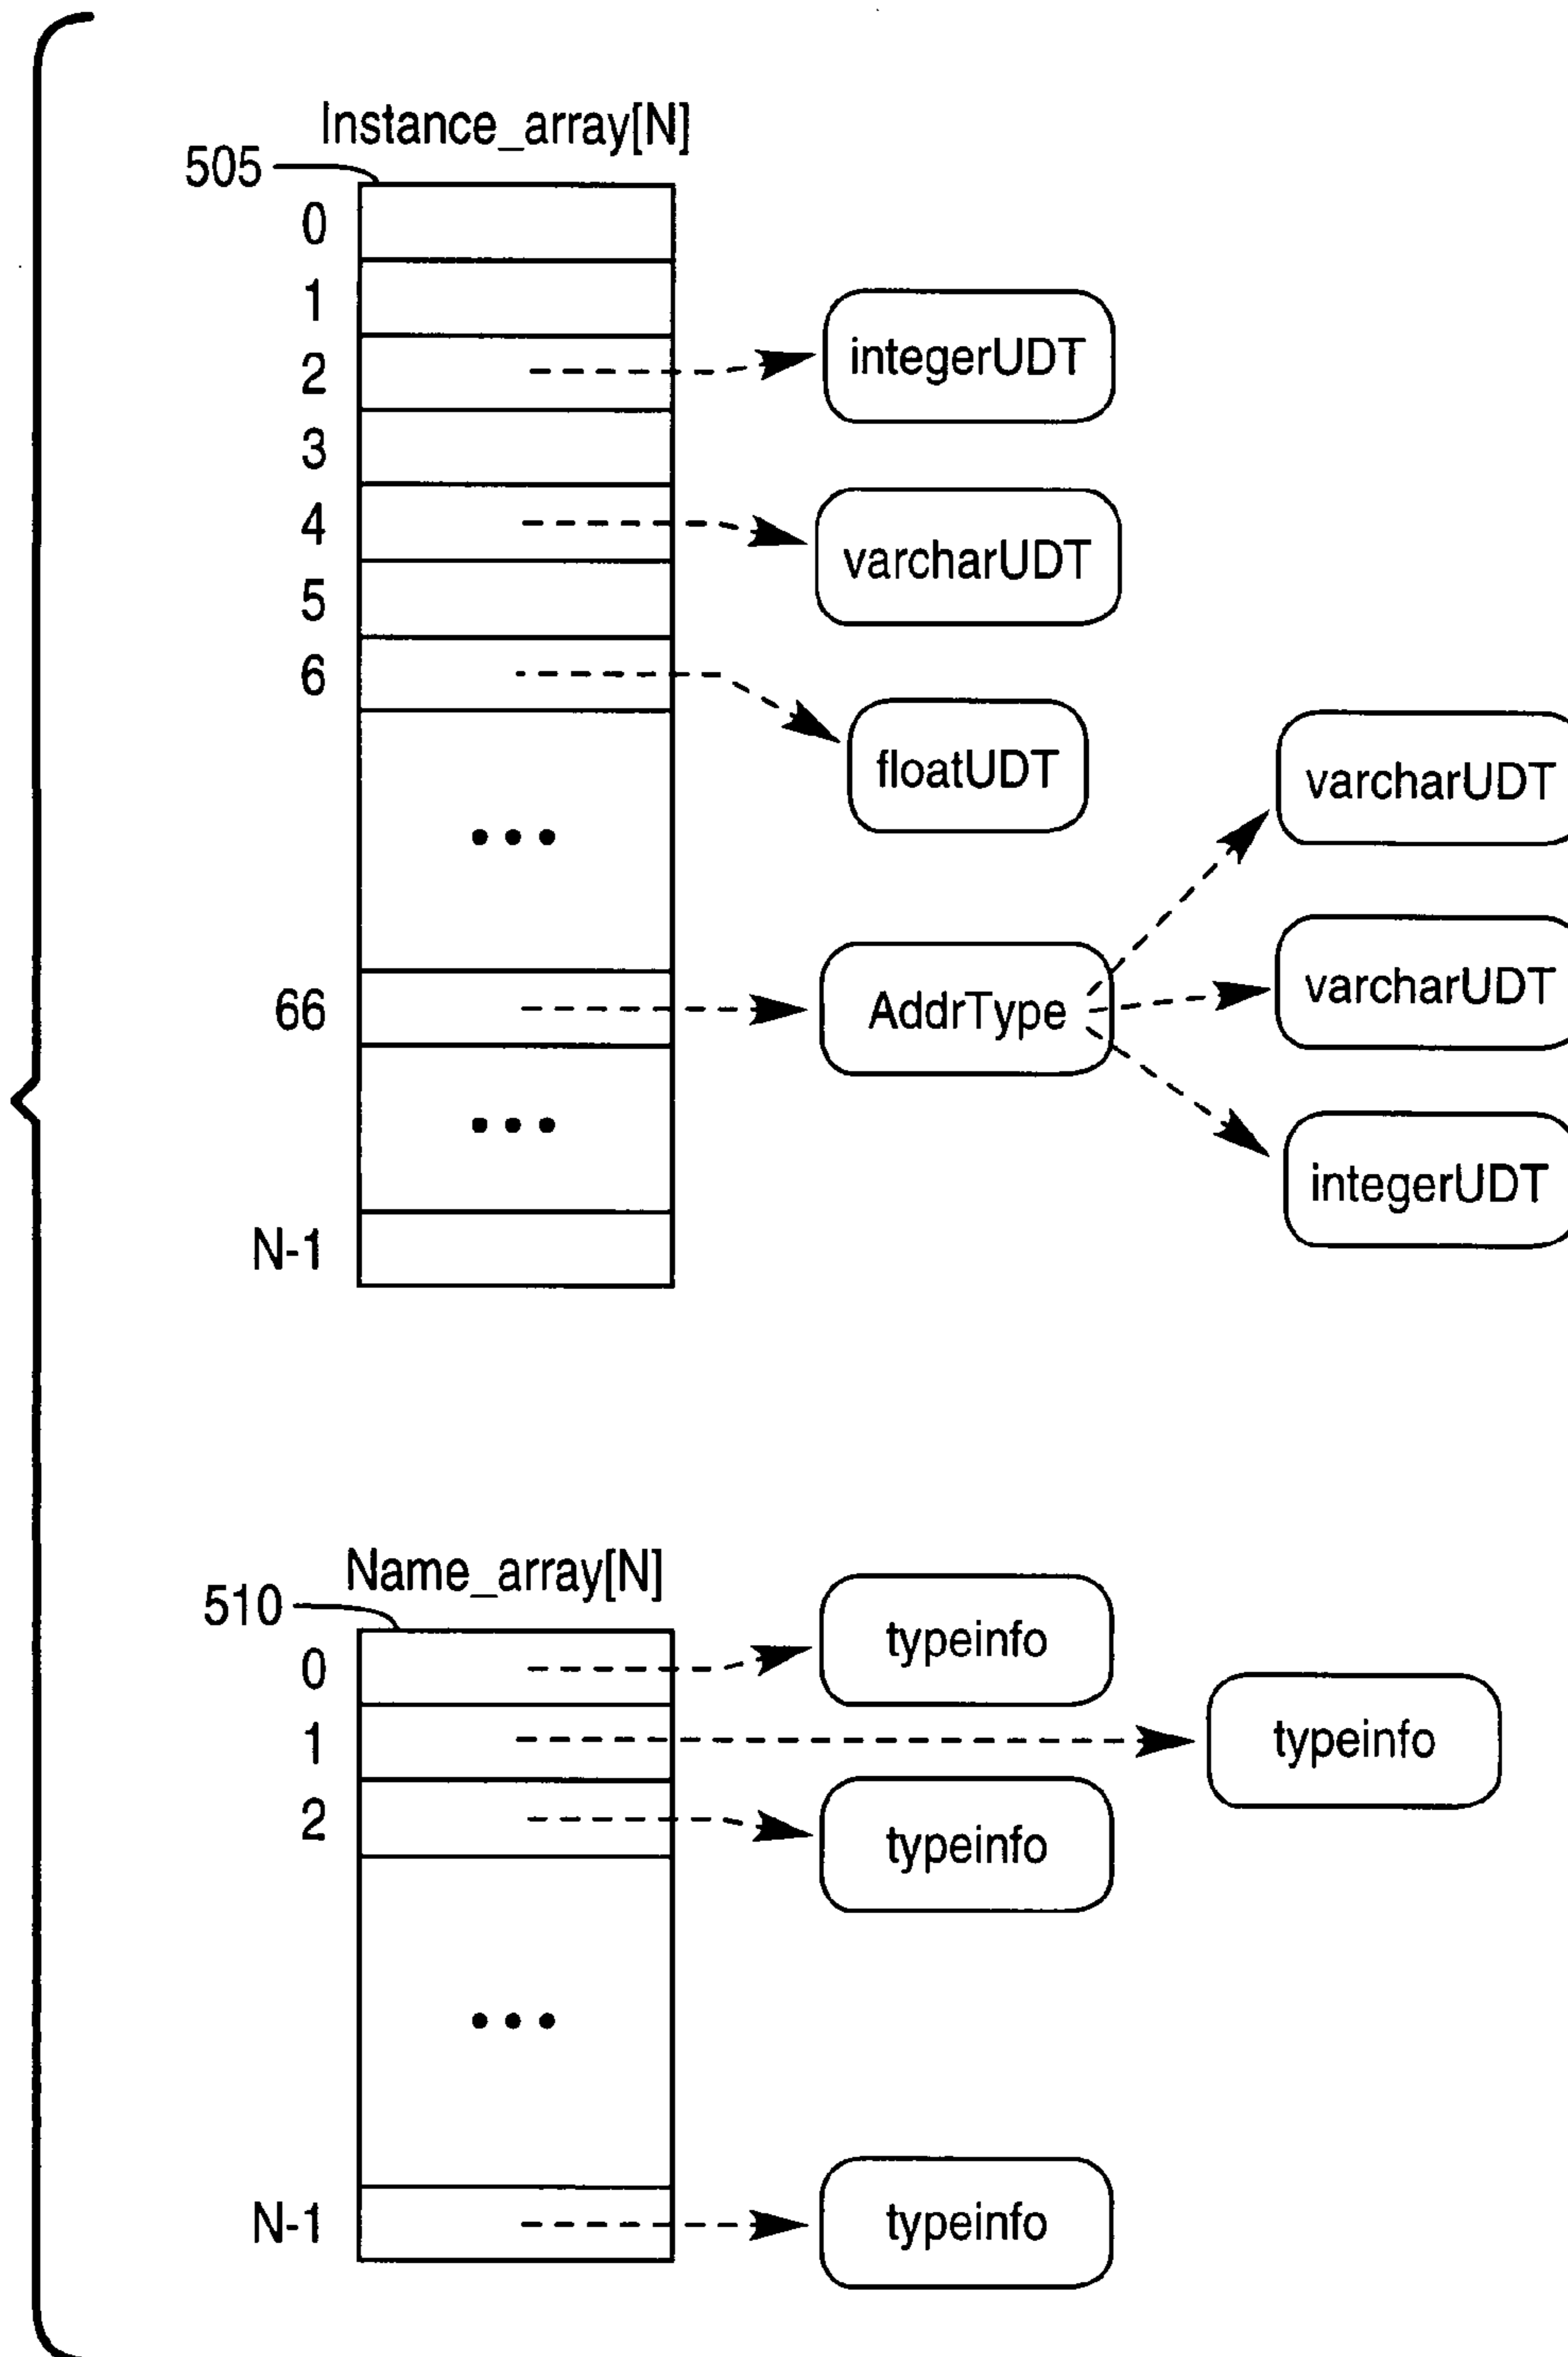 Instance_array[N]
505
0
1
2
integerUDT
3
4
varcharUDT
5
6
floatUDT
varcharUDT
...
varcharUDT
66
AddrType
...
integerUDT
N-1
Name_array[N]
510
0
typeinfo
1
typeinfo
2
typeinfo
...
N-1
typeinfo